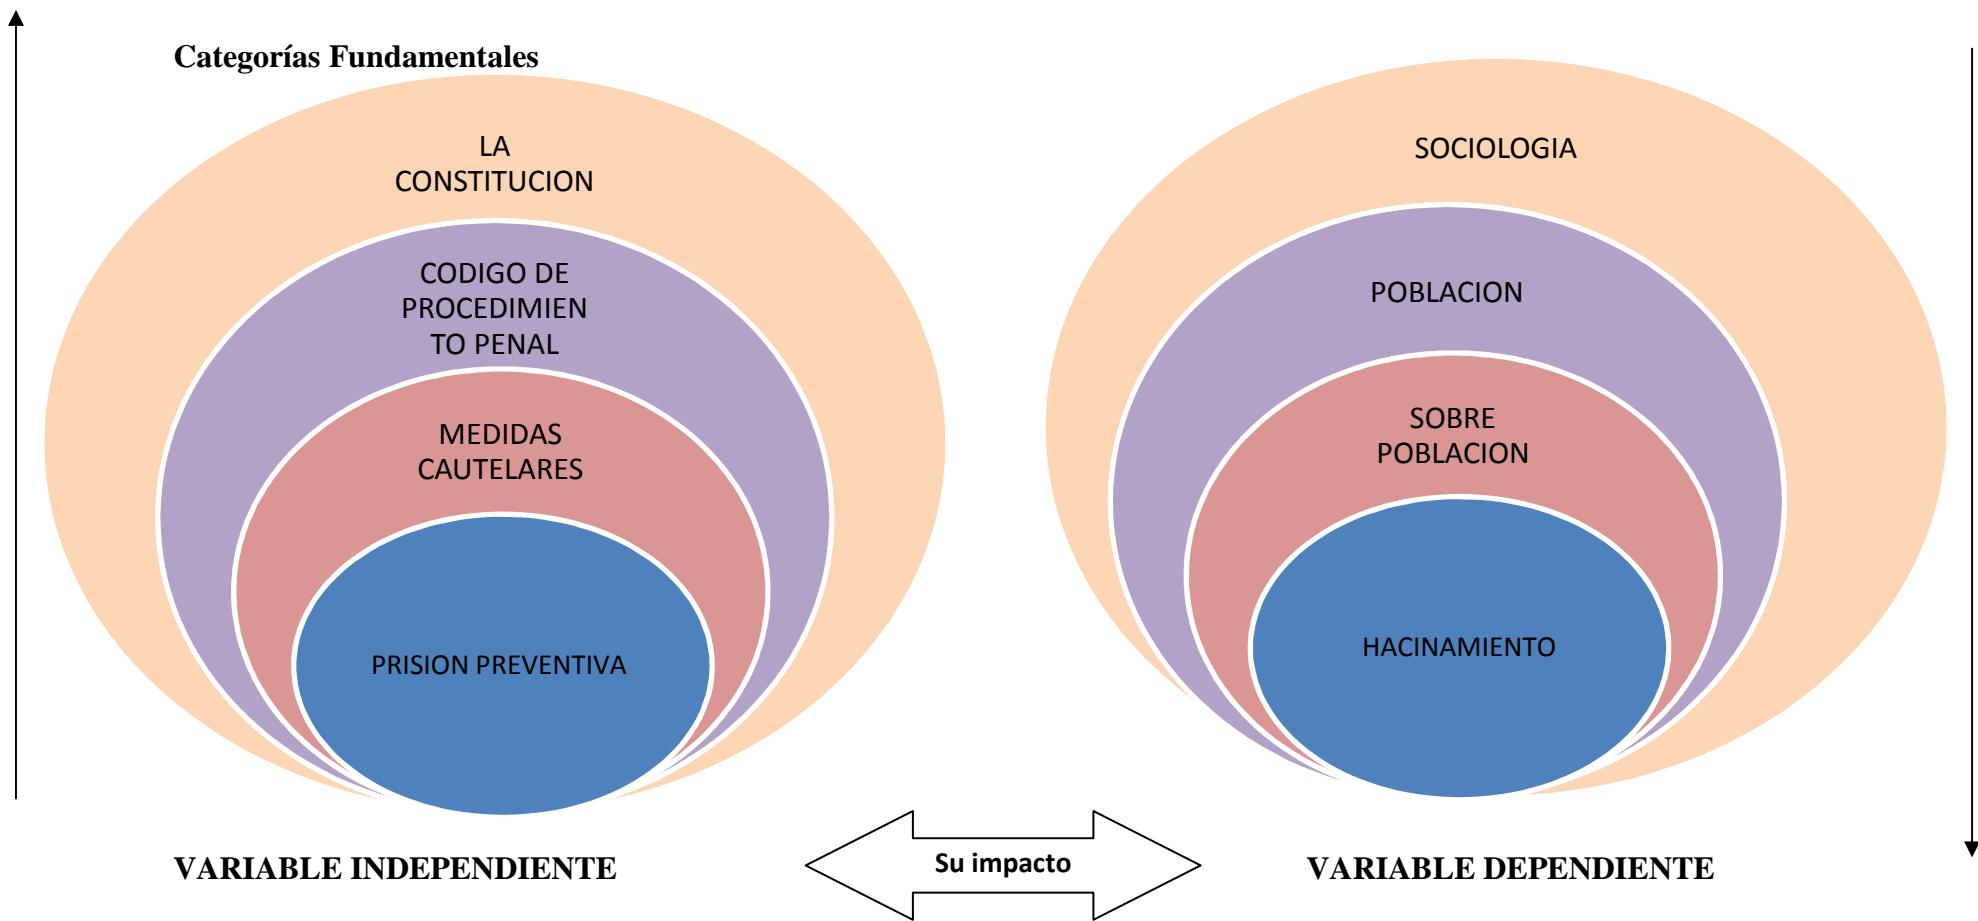 Categorías Fundamentales
LA
CONSTITUCION
CODIGO DE
PROCEDIMIEN
TO PENAL
MEDIDAS
CAUTELARES
PRISION PREVENTIVA
SOCIOLOGIA
POBLACION
SOBRE
POBLACION
HACINAMIENTO
VARIABLE INDEPENDIENTE
Su impacto
VARIABLE DEPENDIENTE